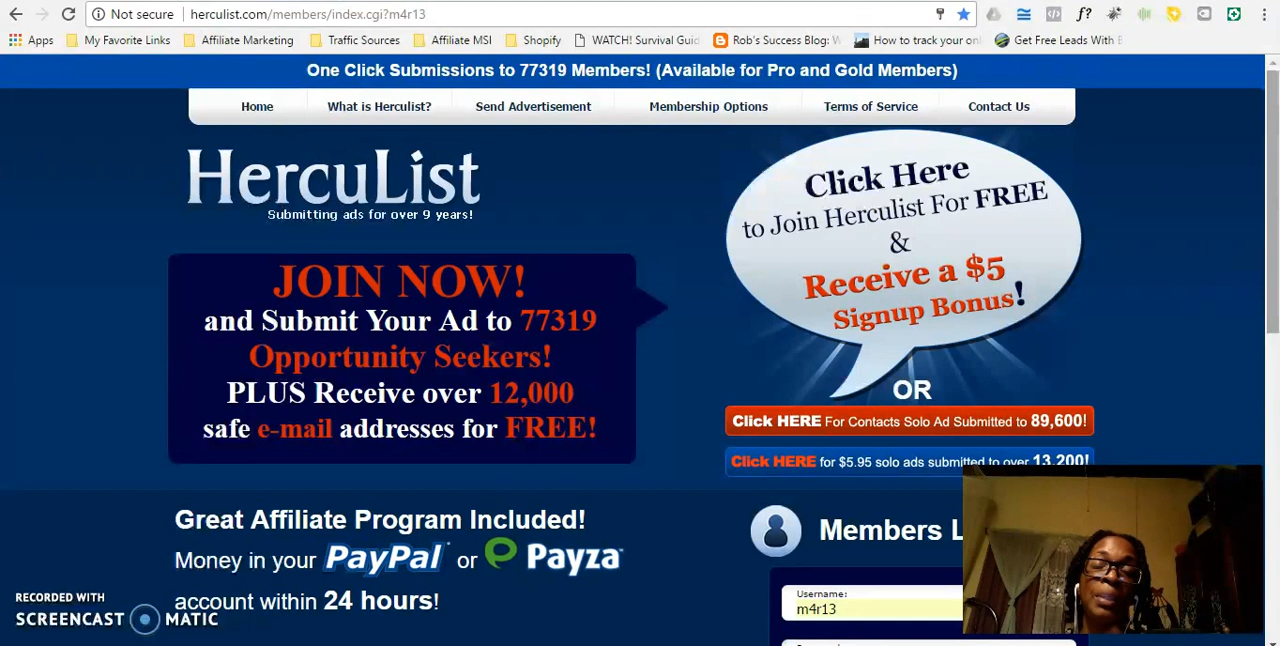 Not secure
herculist.com/members/index.cgi?m4r13
f?
Apps
My Favorite Links
Affiliate Marketing
Traffic Sources
Affiliate MSI
Shopify
WATCH! Survival Guid
Rob's Success Blog: W
How to track your onl
Get Free Leads With E
One Click Submissions to 77319 Members! (Available for Pro and Gold Members)
Home
What is Herculist?
Send Advertisement
Membership Options
Terms of Service
Contact Us
HercuList
Submitting ads for over 9 years!
Click Here
to Join Herculist For FREE
&
Receive a $5
Signup Bonus!
JOIN NOW!
and Submit Your Ad to 77319
Opportunity Seekers!
PLUS Receive over 12,000
safe e-mail addresses for FREE!
OR
Click HERE For Contacts Solo Ad Submitted to 89,600!
Click HERE for $5.95 solo ads submitted to over 13,200!
Great Affiliate Program Included!
Money in your PayPal or Payza
account within 24 hours!
Members L
Username:
m4r13
RECORDED WITH
SCREENCAST MATIC